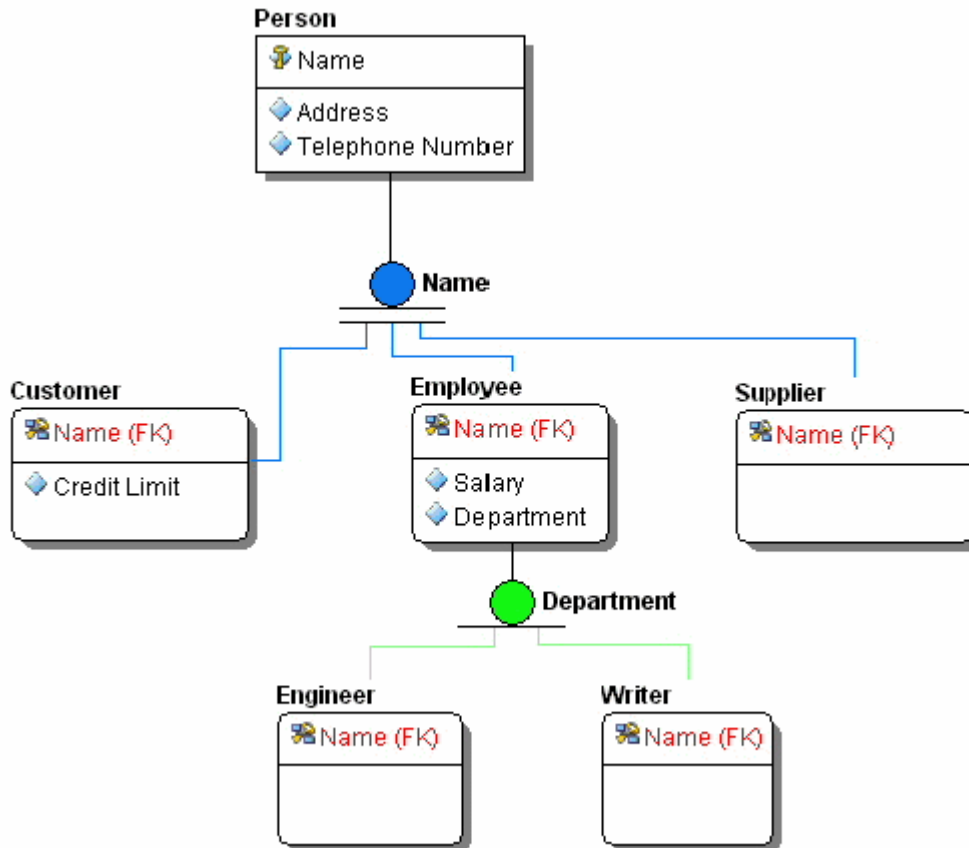 Person
Name
Address
Telephone Number
Name
Customer
Name (FK)
Credit Limit
Employee
Name (FK)
Salary
Department
Supplier
Name (FK)
Department
Engineer
Name (FK)
Writer
Name (FK)